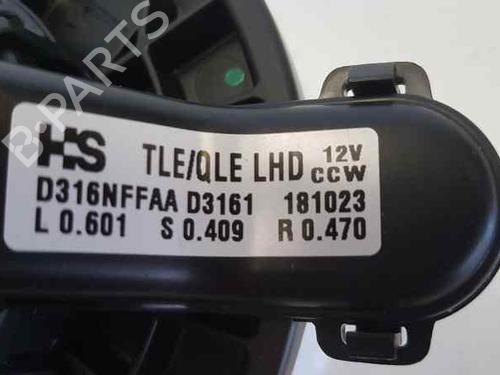 B-PARTS
HS TLE/QLE LHD 12V CCW
D316NFFAA D3161 181023
L 0.601 S 0.409 R 0.470